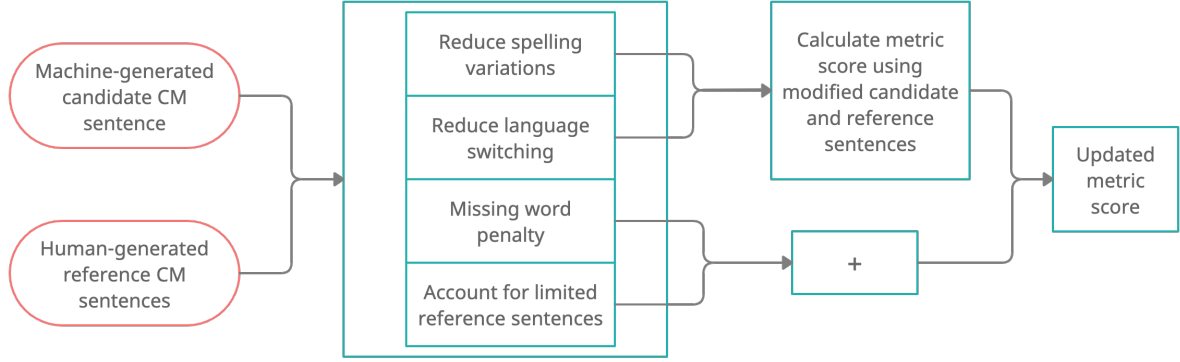 Machine-generated
candidate CM
sentence
Human-generated
reference CM
sentences
Reduce spelling
variations
Reduce language
switching
Missing word
penalty
Account for limited
reference sentences
Calculate metric
score using
modified candidate
and reference
sentences
+
Updated
metric
score